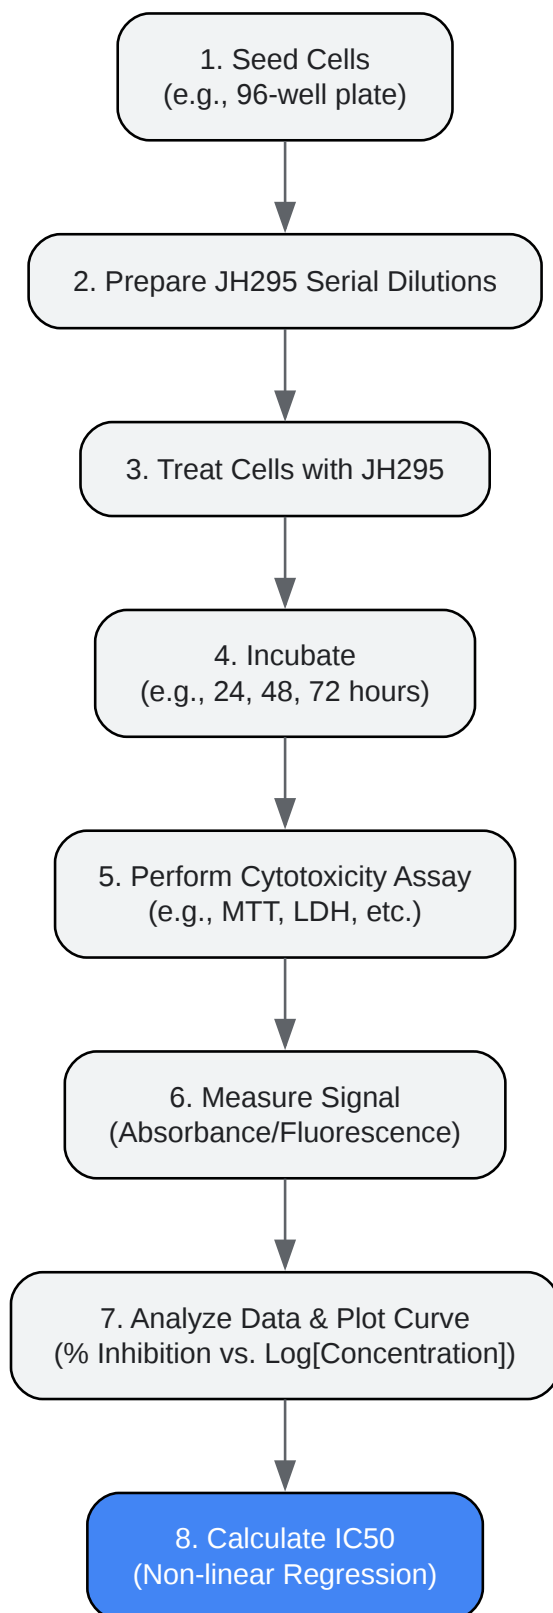 1. Seed Cells
(e.g., 96-well plate)
2. Prepare JH295 Serial Dilutions
3. Treat Cells with JH295
4. Incubate
(e.g., 24, 48, 72 hours)
5. Perform Cytotoxicity Assay
(e.g., MTT, LDH, etc.)
6. Measure Signal
(Absorbance/Fluorescence)
7. Analyze Data & Plot Curve
(% Inhibition vs. Log[Concentration])
8. Calculate IC50
(Non-linear Regression)